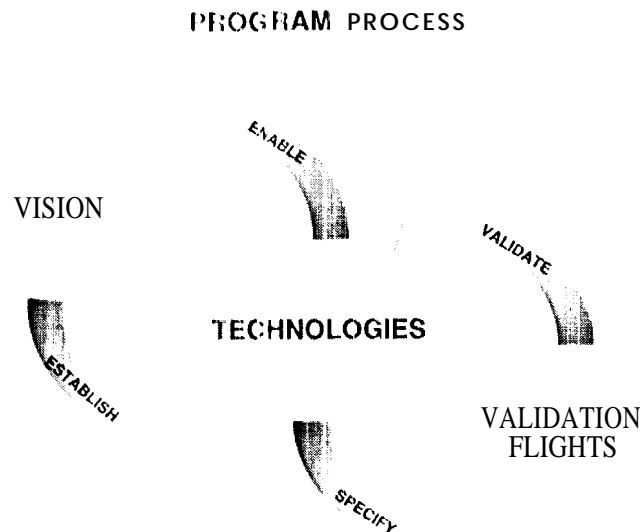 PROGRAM PROCESS
ENABLE
VISION
VALIDATE
TECHNOLOGIES
ESTABLISH
VALIDATION
FLIGHTS
SPECIFY